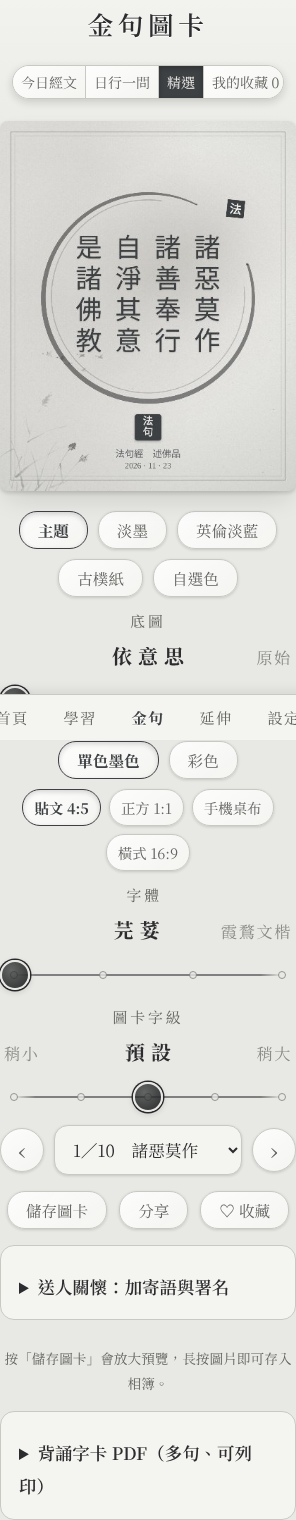 金句圖卡
今日經文 日行一問 精選 我的收藏 0
法
諸惡莫作
諸善奉行
自淨其意
是諸佛教
法句
法句經 述佛品
2026·11·23
主題 淡墨 英倫淡藍
古樸紙 自選色
底圖
依意思 原始
首頁 學習 金句 延伸 設定
單色墨色 彩色
貼文 4:5 正方 1:1 手機桌布
橫式 16:9
字體
芫荽 霞鶩文楷
圖卡字級
稍小 預設 稍大
‹ 1／10 諸惡莫作 ›
儲存圖卡 分享 ♡ 收藏
▶ 送人關懷：加寄語與署名
按「儲存圖卡」會放大預覽，長按圖片即可存入
相簿。
▶ 背誦字卡 PDF（多句、可列
印）